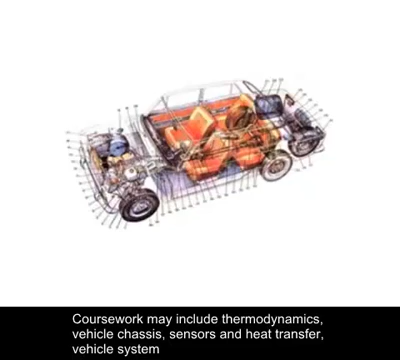 Coursework may include thermodynamics,
vehicle chassis, sensors and heat transfer,
vehicle system